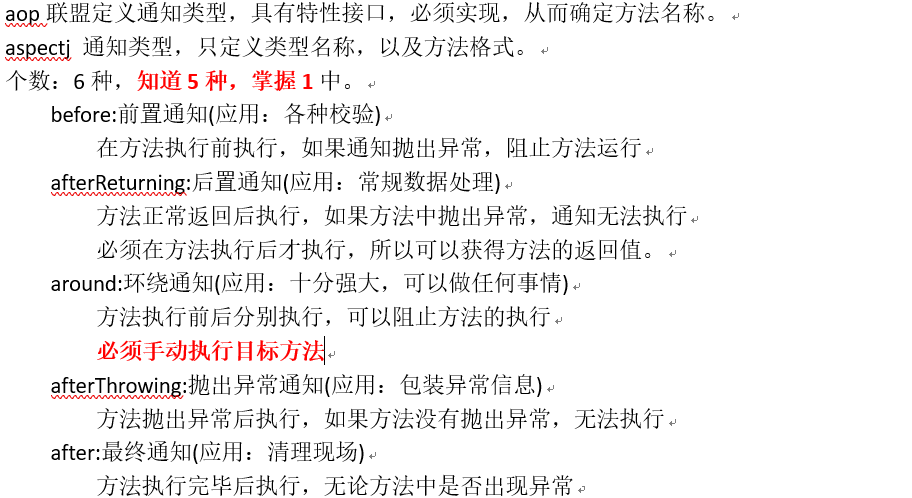 aop 联盟定义通知类型，具有特性接口，必须实现，从而确定方法名称。
aspectj 通知类型，只定义类型名称，以及方法格式。
个数：6 种，知道 5 种，掌握 1 中。
before:前置通知(应用：各种校验)
在方法执行前执行，如果通知抛出异常，阻止方法运行
afterReturning:后置通知(应用：常规数据处理)
方法正常返回后执行，如果方法中抛出异常，通知无法执行
必须在方法执行后才执行，所以可以获得方法的返回值。
around:环绕通知(应用：十分强大，可以做任何事情)
方法执行前后分别执行，可以阻止方法的执行
必须手动执行目标方法
afterThrowing:抛出异常通知(应用：包装异常信息)
方法抛出异常后执行，如果方法没有抛出异常，无法执行
after:最终通知(应用：清理现场)
方法执行完毕后执行，无论方法中是否出现异常